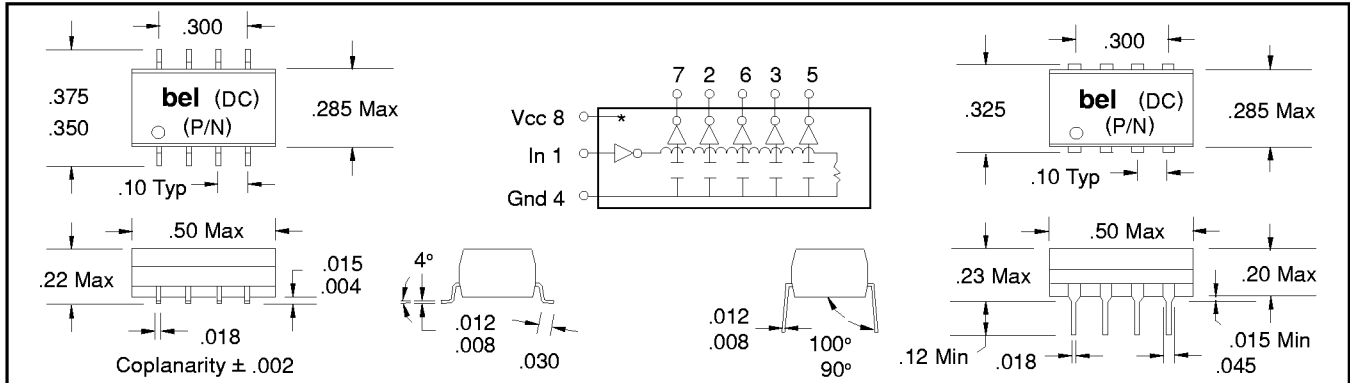 .300
.375
.350
bel (DC)
(P/N)
.285 Max
.10 Typ
.50 Max
.22 Max
.015
.004
.018
Coplanarity ± .002
4°
.012
.008
.030
7 2 6 3 5
Vcc 8 *
In 1
Gnd 4
.012
.008
100°
90°
.300
.325
bel (DC)
(P/N)
.285 Max
.10 Typ
.50 Max
.23 Max
.20 Max
.12 Min
.018
.015 Min
.045